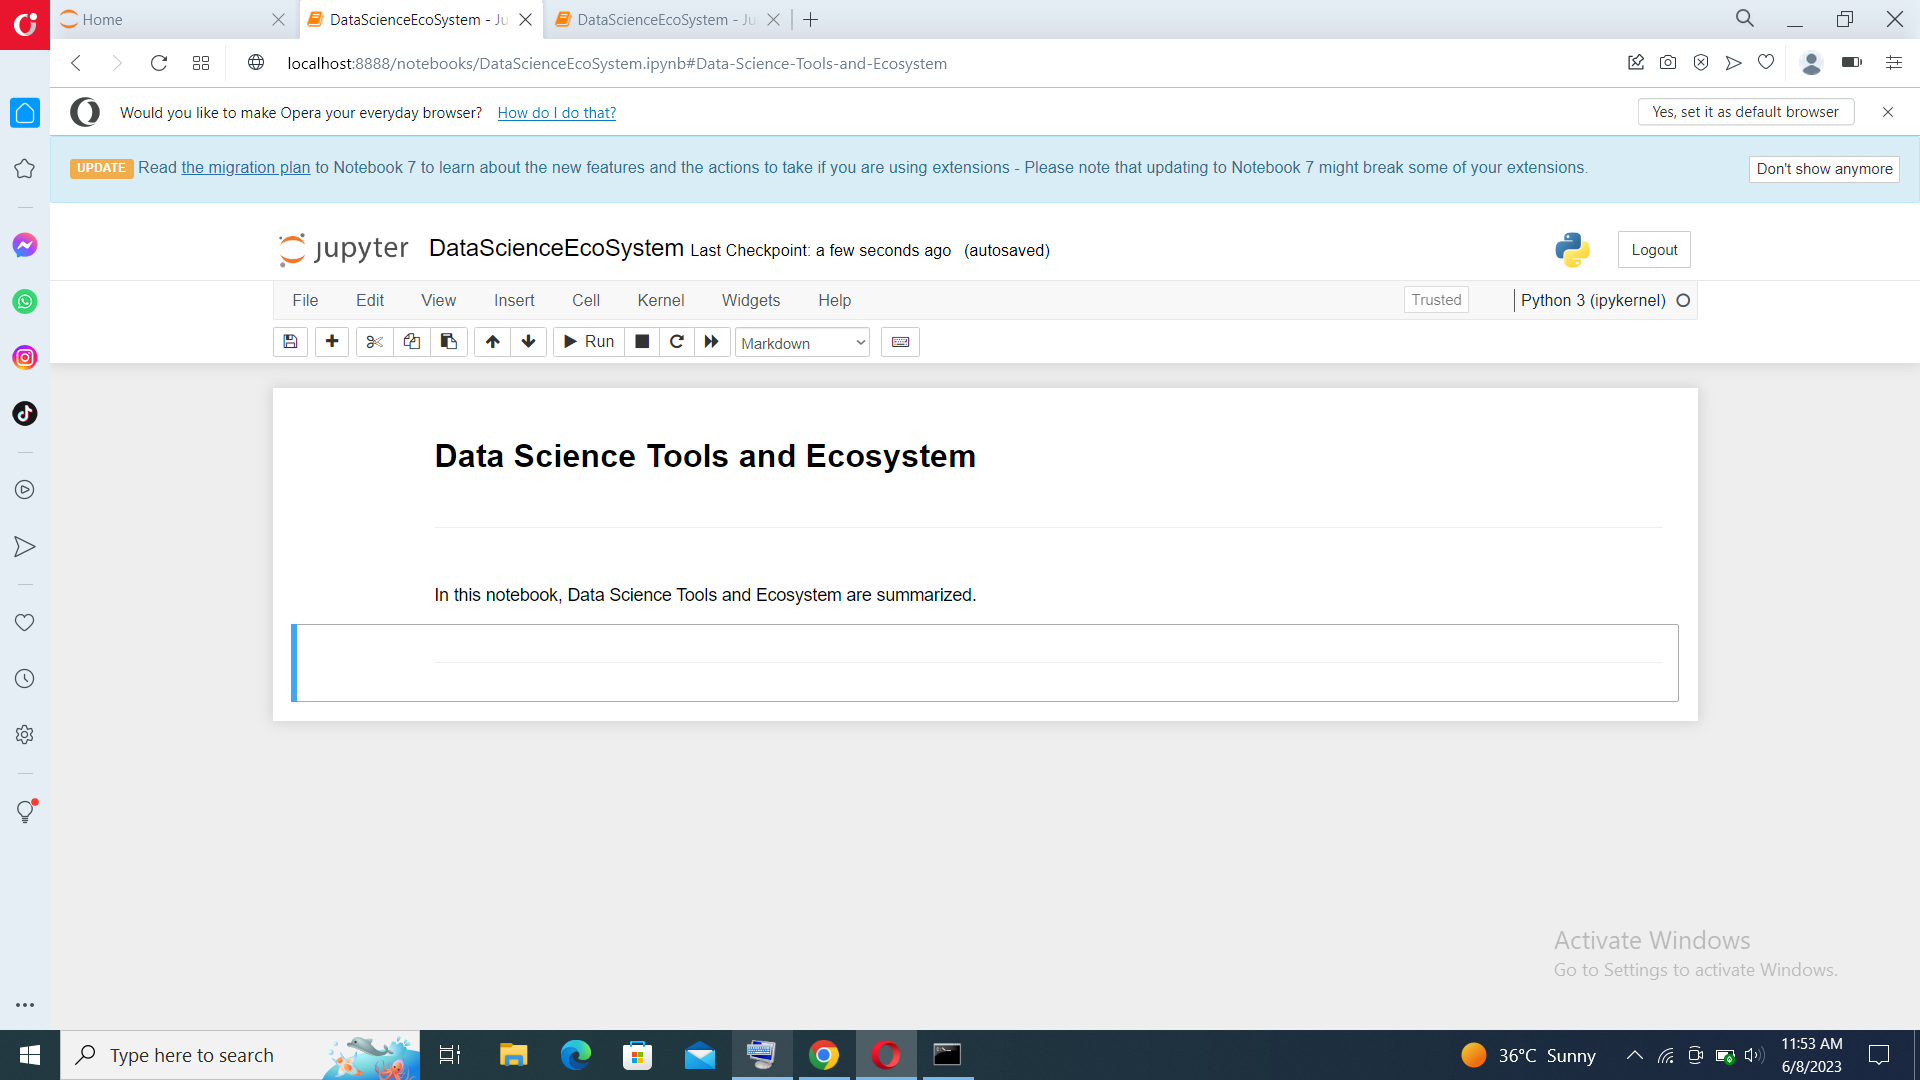 Home
DataScienceEcoSystem - Ju
DataScienceEcoSystem - Ju
localhost:8888/notebooks/DataScienceEcoSystem.ipynb#Data-Science-Tools-and-Ecosystem
Would you like to make Opera your everyday browser? How do I do that?
Yes, set it as default browser
UPDATE Read the migration plan to Notebook 7 to learn about the new features and the actions to take if you are using extensions - Please note that updating to Notebook 7 might break some of your extensions.
Don't show anymore
jupyter DataScienceEcoSystem Last Checkpoint: a few seconds ago (autosaved)
Logout
File Edit View Insert Cell Kernel Widgets Help
Trusted
Python 3 (ipykernel)
Run
Markdown
Data Science Tools and Ecosystem
In this notebook, Data Science Tools and Ecosystem are summarized.
Activate Windows
Go to Settings to activate Windows.
Type here to search
36°C Sunny
11:53 AM
6/8/2023